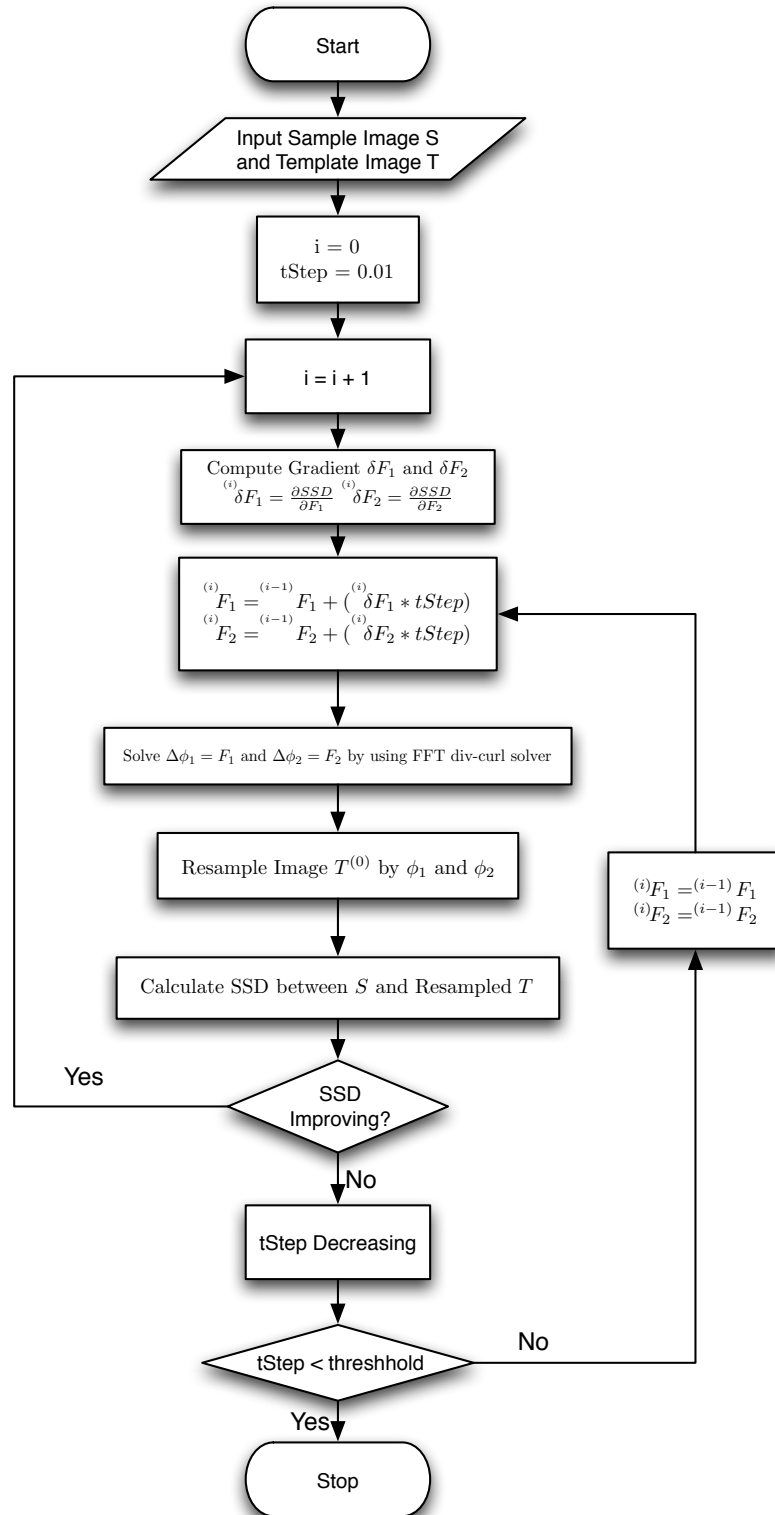 Start
Input Sample Image S
and Template Image T
i = 0
tStep = 0.01
i = i + 1
Compute Gradient δF₁ and δF₂
⁽ⁱ⁾δF₁ = ∂SSD/∂F₁ ⁽ⁱ⁾δF₂ = ∂SSD/∂F₂
⁽ⁱ⁾F₁ = ⁽ⁱ⁻¹⁾F₁ + (⁽ⁱ⁾δF₁ * tStep)
⁽ⁱ⁾F₂ = ⁽ⁱ⁻¹⁾F₂ + (⁽ⁱ⁾δF₂ * tStep)
Solve Δϕ₁ = F₁ and Δϕ₂ = F₂ by using FFT div-curl solver
Resample Image T⁽⁰⁾ by ϕ₁ and ϕ₂
⁽ⁱ⁾F₁ =⁽ⁱ⁻¹⁾ F₁
⁽ⁱ⁾F₂ =⁽ⁱ⁻¹⁾ F₂
Calculate SSD between S and Resampled T
Yes
SSD
Improving?
No
tStep Decreasing
tStep < threshhold
No
Yes
Stop